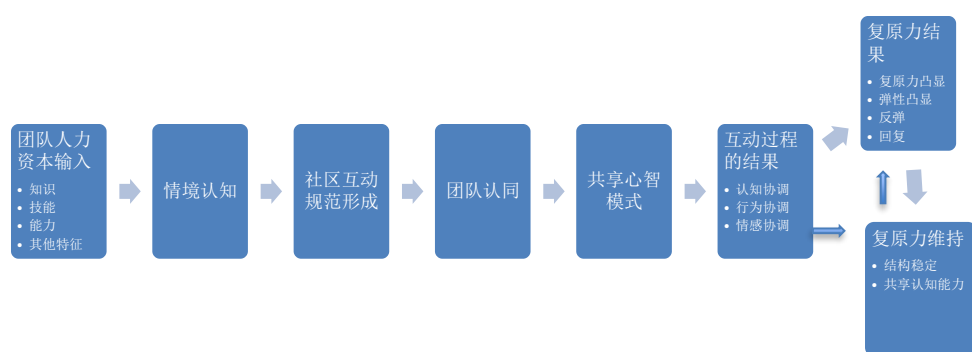 团队人力
资本输入
• 知识
• 技能
• 能力
• 其他特征
情境认知
社区互动
规范形成
团队认同
共享心智
模式
互动过程
的结果
• 认知协调
• 行为协调
• 情感协调
复原力结
果
• 复原力凸显
• 弹性凸显
• 反弹
• 回复
复原力维持
• 结构稳定
• 共享认知能力